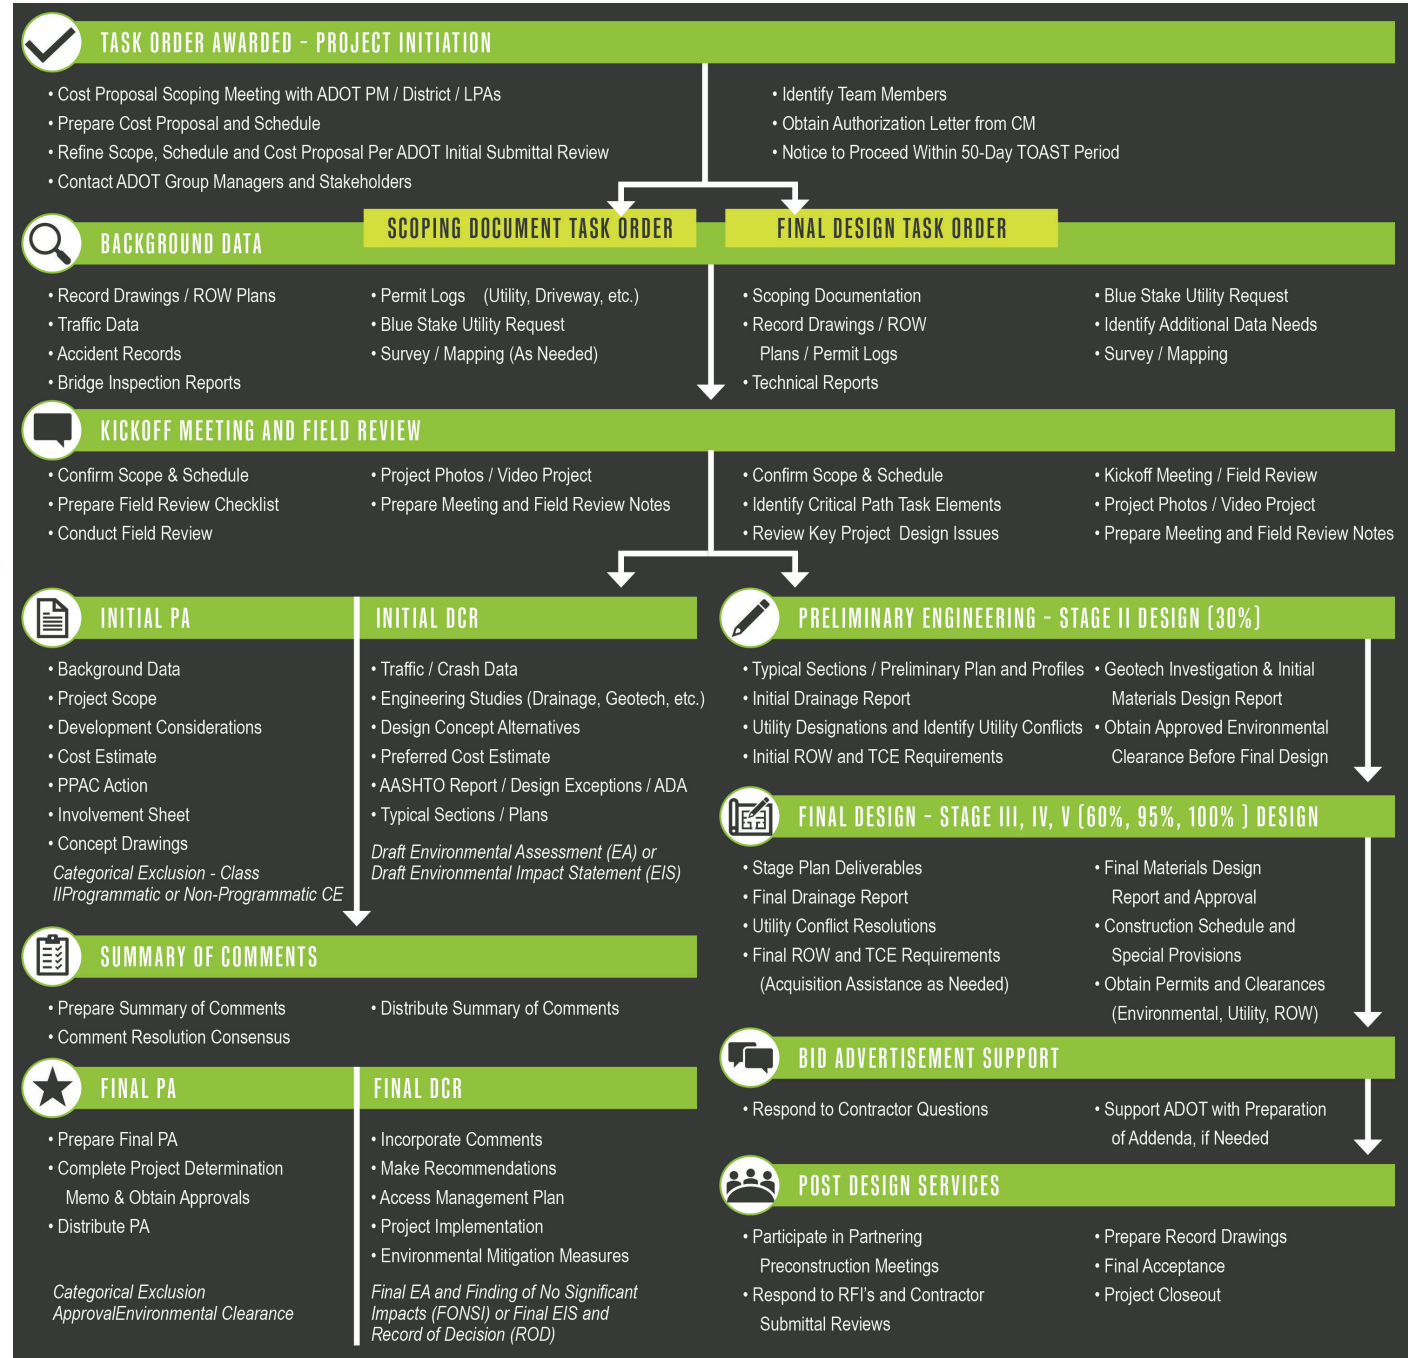 TASK ORDER AWARDED - PROJECT INITIATION
• Cost Proposal Scoping Meeting with ADOT PM / District / LPAs
• Prepare Cost Proposal and Schedule
• Refine Scope, Schedule and Cost Proposal Per ADOT Initial Submittal Review
• Contact ADOT Group Managers and Stakeholders
• Identify Team Members
• Obtain Authorization Letter from CM
• Notice to Proceed Within 50-Day TOAST Period
SCOPING DOCUMENT TASK ORDER
FINAL DESIGN TASK ORDER
BACKGROUND DATA
• Record Drawings / ROW Plans
• Traffic Data
• Accident Records
• Bridge Inspection Reports
• Permit Logs (Utility, Driveway, etc.)
• Blue Stake Utility Request
• Survey / Mapping (As Needed)
• Scoping Documentation
• Record Drawings / ROW
Plans / Permit Logs
• Technical Reports
• Blue Stake Utility Request
• Identify Additional Data Needs
• Survey / Mapping
KICKOFF MEETING AND FIELD REVIEW
• Confirm Scope & Schedule
• Prepare Field Review Checklist
• Conduct Field Review
• Project Photos / Video Project
• Prepare Meeting and Field Review Notes
• Confirm Scope & Schedule
• Identify Critical Path Task Elements
• Review Key Project Design Issues
• Kickoff Meeting / Field Review
• Project Photos / Video Project
• Prepare Meeting and Field Review Notes
INITIAL PA
• Background Data
• Project Scope
• Development Considerations
• Cost Estimate
• PPAC Action
• Involvement Sheet
• Concept Drawings
Categorical Exclusion - Class
IIProgrammatic or Non-Programmatic CE
INITIAL DCR
• Traffic / Crash Data
• Engineering Studies (Drainage, Geotech, etc.)
• Design Concept Alternatives
• Preferred Cost Estimate
• AASHTO Report / Design Exceptions / ADA
• Typical Sections / Plans
Draft Environmental Assessment (EA) or
Draft Environmental Impact Statement (EIS)
SUMMARY OF COMMENTS
• Prepare Summary of Comments
• Comment Resolution Consensus
• Distribute Summary of Comments
FINAL PA
• Prepare Final PA
• Complete Project Determination
Memo & Obtain Approvals
• Distribute PA
Categorical Exclusion
ApprovalEnvironmental Clearance
FINAL DCR
• Incorporate Comments
• Make Recommendations
• Access Management Plan
• Project Implementation
• Environmental Mitigation Measures
Final EA and Finding of No Significant
Impacts (FONSI) or Final EIS and
Record of Decision (ROD)
PRELIMINARY ENGINEERING - STAGE II DESIGN (30%)
• Typical Sections / Preliminary Plan and Profiles
• Initial Drainage Report
• Utility Designations and Identify Utility Conflicts
• Initial ROW and TCE Requirements
• Geotech Investigation & Initial
Materials Design Report
• Obtain Approved Environmental
Clearance Before Final Design
FINAL DESIGN - STAGE III, IV, V (60%, 95%, 100% ) DESIGN
• Stage Plan Deliverables
• Final Drainage Report
• Utility Conflict Resolutions
• Final ROW and TCE Requirements
(Acquisition Assistance as Needed)
• Final Materials Design
Report and Approval
• Construction Schedule and
Special Provisions
• Obtain Permits and Clearances
(Environmental, Utility, ROW)
BID ADVERTISEMENT SUPPORT
• Respond to Contractor Questions
• Support ADOT with Preparation
of Addenda, if Needed
POST DESIGN SERVICES
• Participate in Partnering
Preconstruction Meetings
• Respond to RFI's and Contractor
Submittal Reviews
• Prepare Record Drawings
• Final Acceptance
• Project Closeout